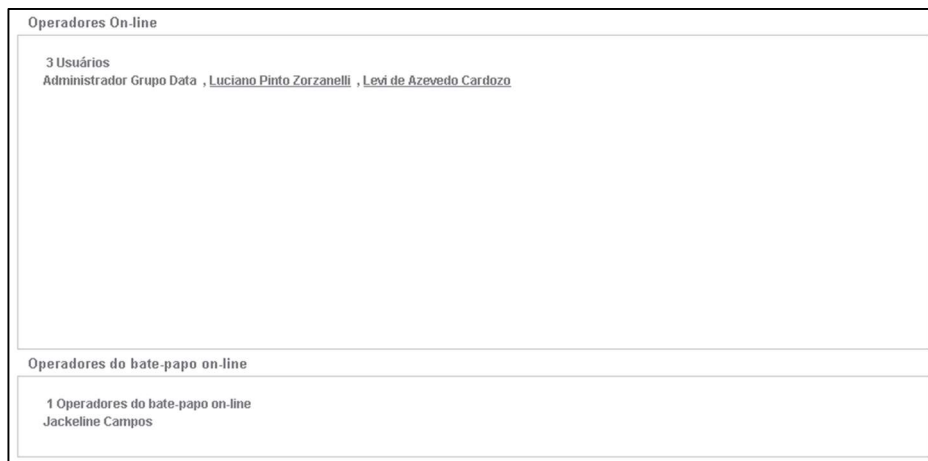 Operadores On-line
3 Usuários
Administrador Grupo Data , Luciano Pinto Zorzanelli , Levi de Azevedo Cardozo
Operadores do bate-papo on-line
1 Operadores do bate-papo on-line
Jackeline Campos